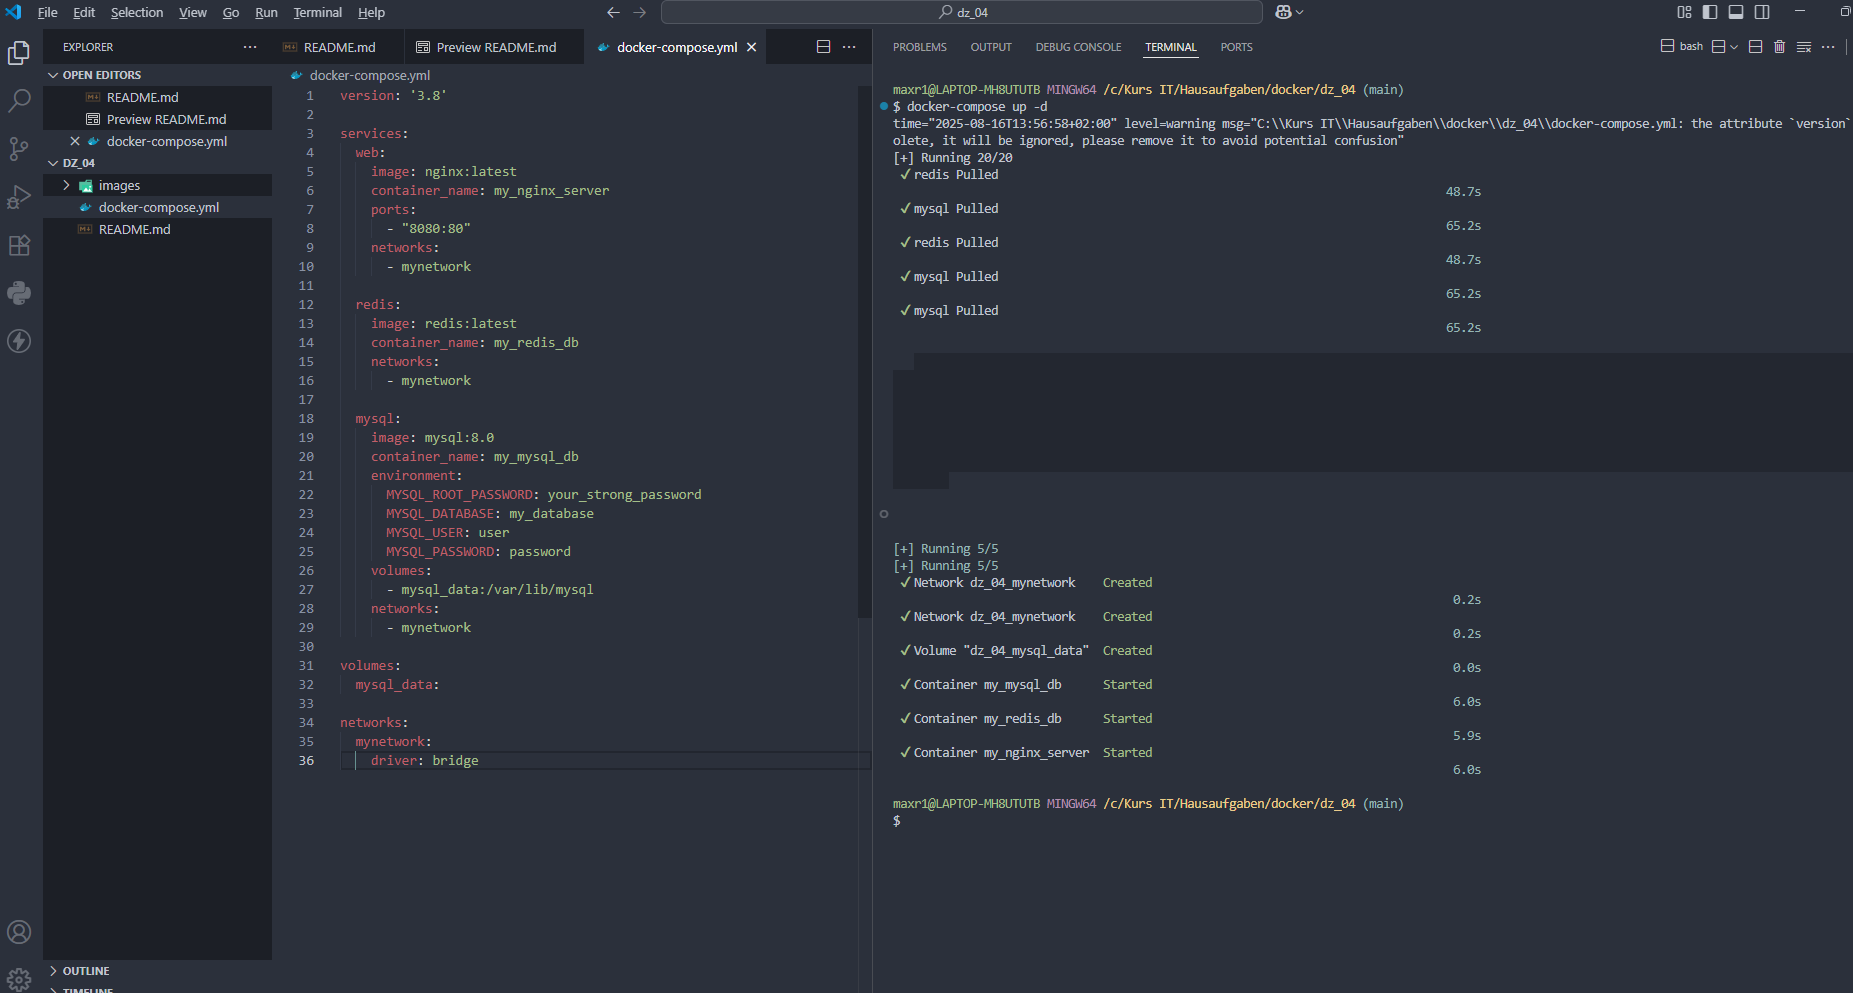 File Edit Selection View Go Run Terminal Help
dz_04
EXPLORER
OPEN EDITORS
README.md
Preview README.md
docker-compose.yml
DZ_04
images
docker-compose.yml
README.md
OUTLINE
TIMELINE
README.md
Preview README.md
docker-compose.yml
docker-compose.yml
1 version: '3.8'
2
3 services:
4 web:
5 image: nginx:latest
6 container_name: my_nginx_server
7 ports:
8 - "8080:80"
9 networks:
10 - mynetwork
11
12 redis:
13 image: redis:latest
14 container_name: my_redis_db
15 networks:
16 - mynetwork
17
18 mysql:
19 image: mysql:8.0
20 container_name: my_mysql_db
21 environment:
22 MYSQL_ROOT_PASSWORD: your_strong_password
23 MYSQL_DATABASE: my_database
24 MYSQL_USER: user
25 MYSQL_PASSWORD: password
26 volumes:
27 - mysql_data:/var/lib/mysql
28 networks:
29 - mynetwork
30
31 volumes:
32 mysql_data:
33
34 networks:
35 mynetwork:
36 driver: bridge
PROBLEMS OUTPUT DEBUG CONSOLE TERMINAL PORTS
bash
maxr1@LAPTOP-MH8UTUTB MINGW64 /c/Kurs IT/Hausaufgaben/docker/dz_04 (main)
$ docker-compose up -d
time="2025-08-16T13:56:58+02:00" level=warning msg="C:\\Kurs IT\\Hausaufgaben\\docker\\dz_04\\docker-compose.yml: the attribute `version`
olete, it will be ignored, please remove it to avoid potential confusion"
[+] Running 20/20
✓ redis Pulled
48.7s
✓ mysql Pulled
65.2s
✓ redis Pulled
48.7s
✓ mysql Pulled
65.2s
✓ mysql Pulled
65.2s
[+] Running 5/5
[+] Running 5/5
✓ Network dz_04_mynetwork Created
0.2s
✓ Network dz_04_mynetwork Created
0.2s
✓ Volume "dz_04_mysql_data" Created
0.0s
✓ Container my_mysql_db Started
6.0s
✓ Container my_redis_db Started
5.9s
✓ Container my_nginx_server Started
6.0s
maxr1@LAPTOP-MH8UTUTB MINGW64 /c/Kurs IT/Hausaufgaben/docker/dz_04 (main)
$